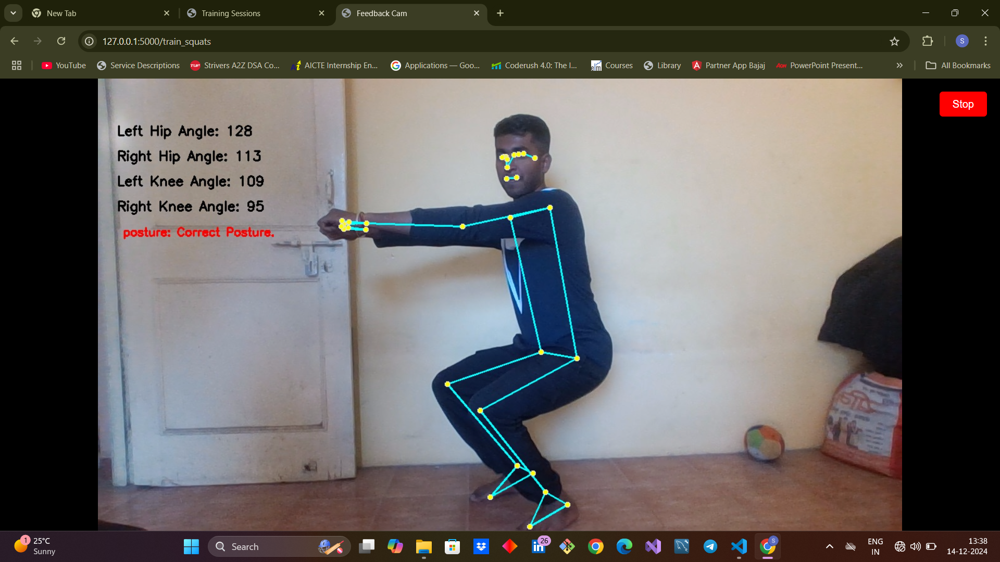 New Tab
Training Sessions
Feedback Cam
127.0.0.1:5000/train_squats
S
YouTube
Service Descriptions
Strivers A2Z DSA Co...
AICTE Internship En...
Applications — Goo...
Coderush 4.0: The I...
Courses
Library
Partner App Bajaj
PowerPoint Present...
All Bookmarks
Stop
Left Hip Angle: 128
Right Hip Angle: 113
Left Knee Angle: 109
Right Knee Angle: 95
posture: Correct Posture.
1
25°C
Sunny
Search
26
S
ENG
IN
13:38
14-12-2024